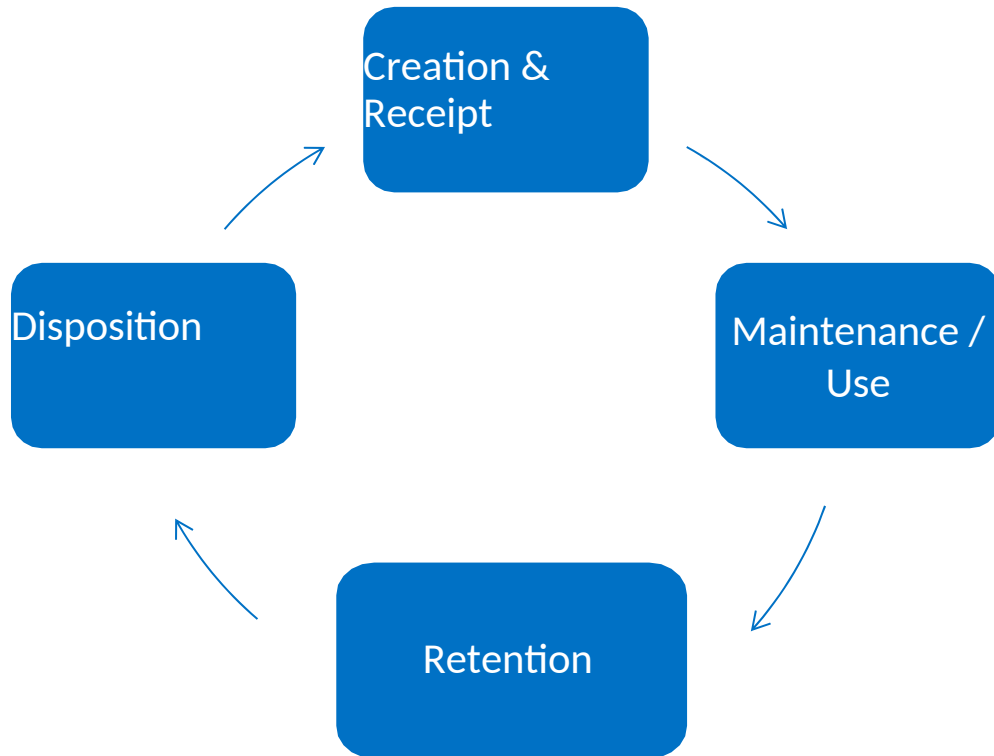 Creation &
Receipt
Disposition
Maintenance /
Use
Retention